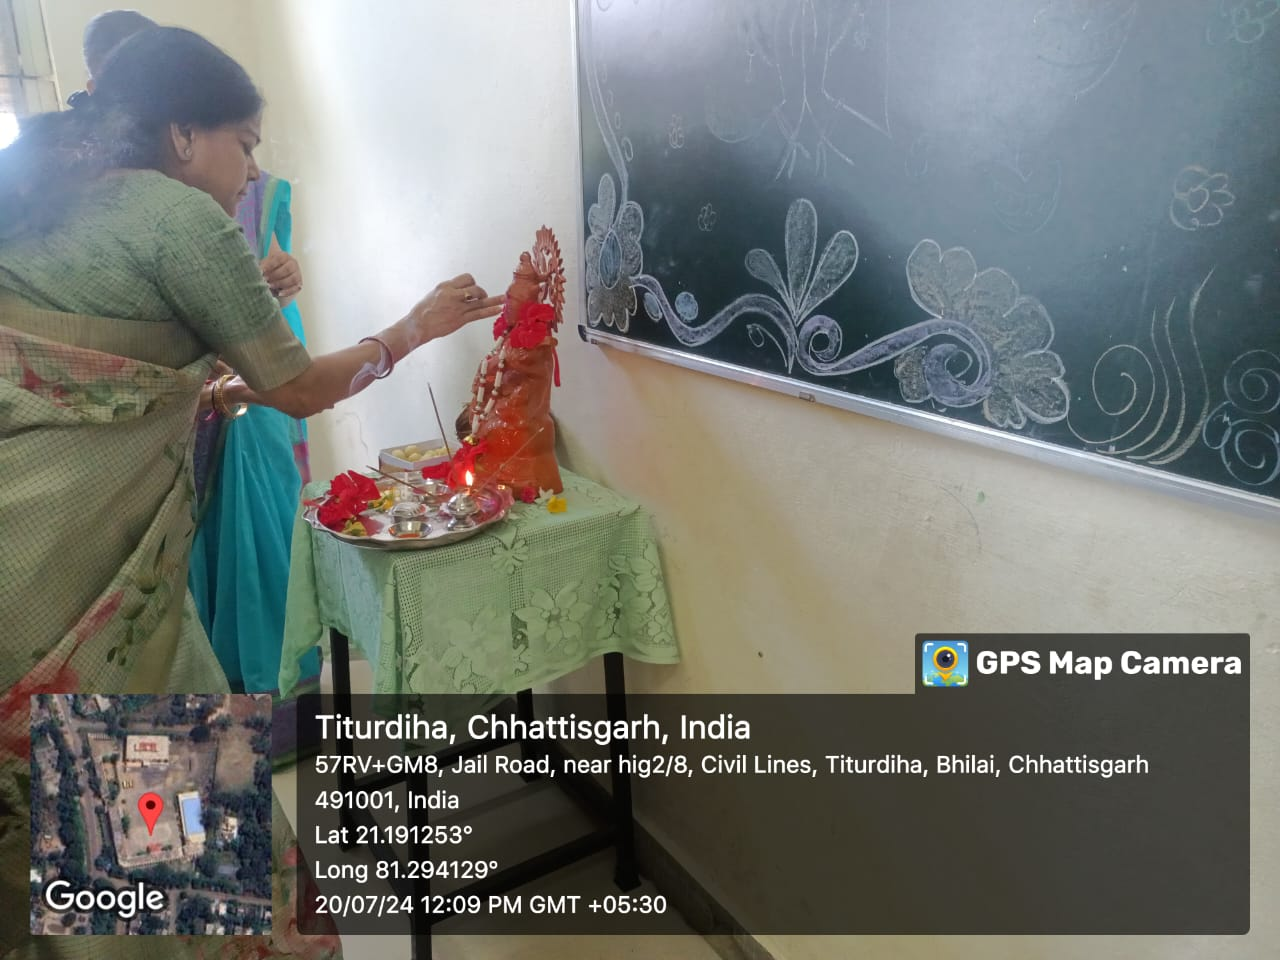 GPS Map Camera
Titurdiha, Chhattisgarh, India
57RV+GM8, Jail Road, near hig2/8, Civil Lines, Titurdiha, Bhilai, Chhattisgarh
491001, India
Lat 21.191253°
Long 81.294129°
20/07/24 12:09 PM GMT +05:30
Google